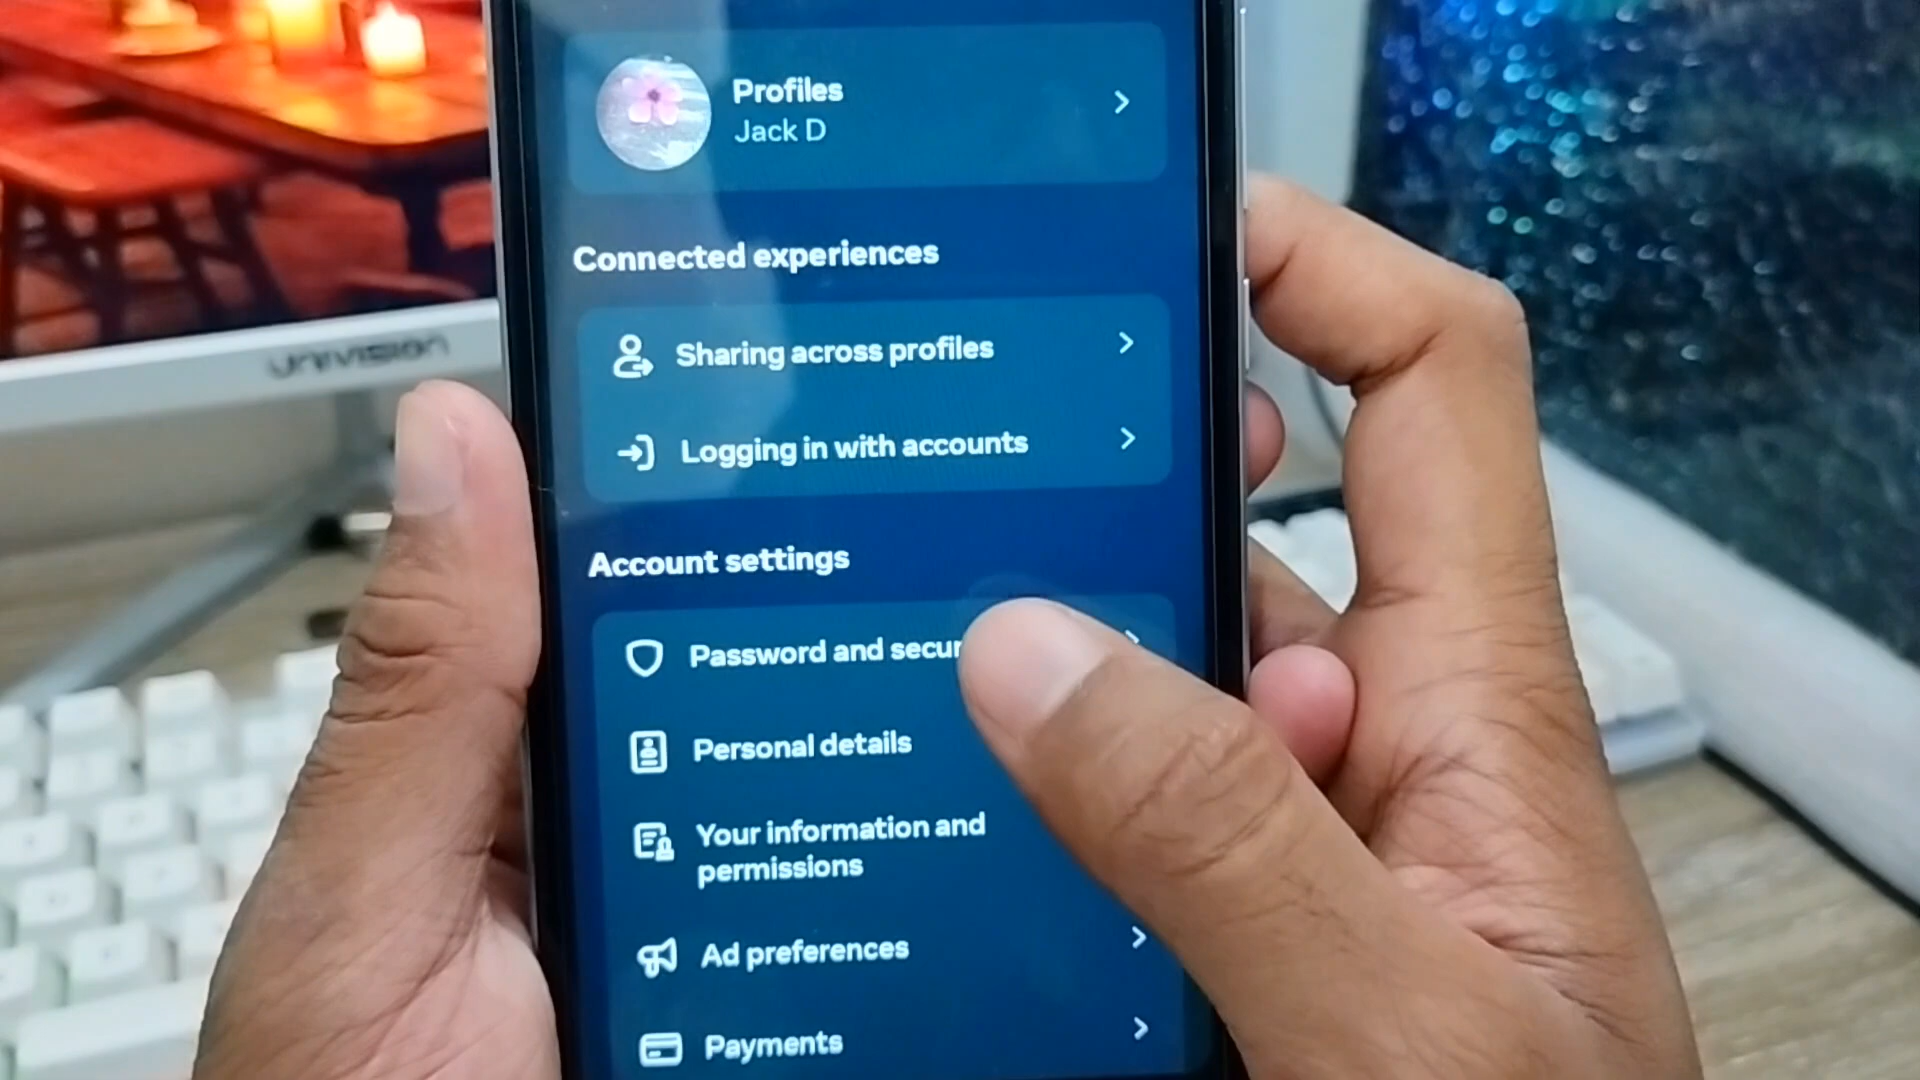 Profiles
Jack D
Connected experiences
Sharing across profiles
Logging in with accounts
Account settings
Password and secur
Personal details
Your information and
permissions
Ad preferences
Payments
UNIVISION